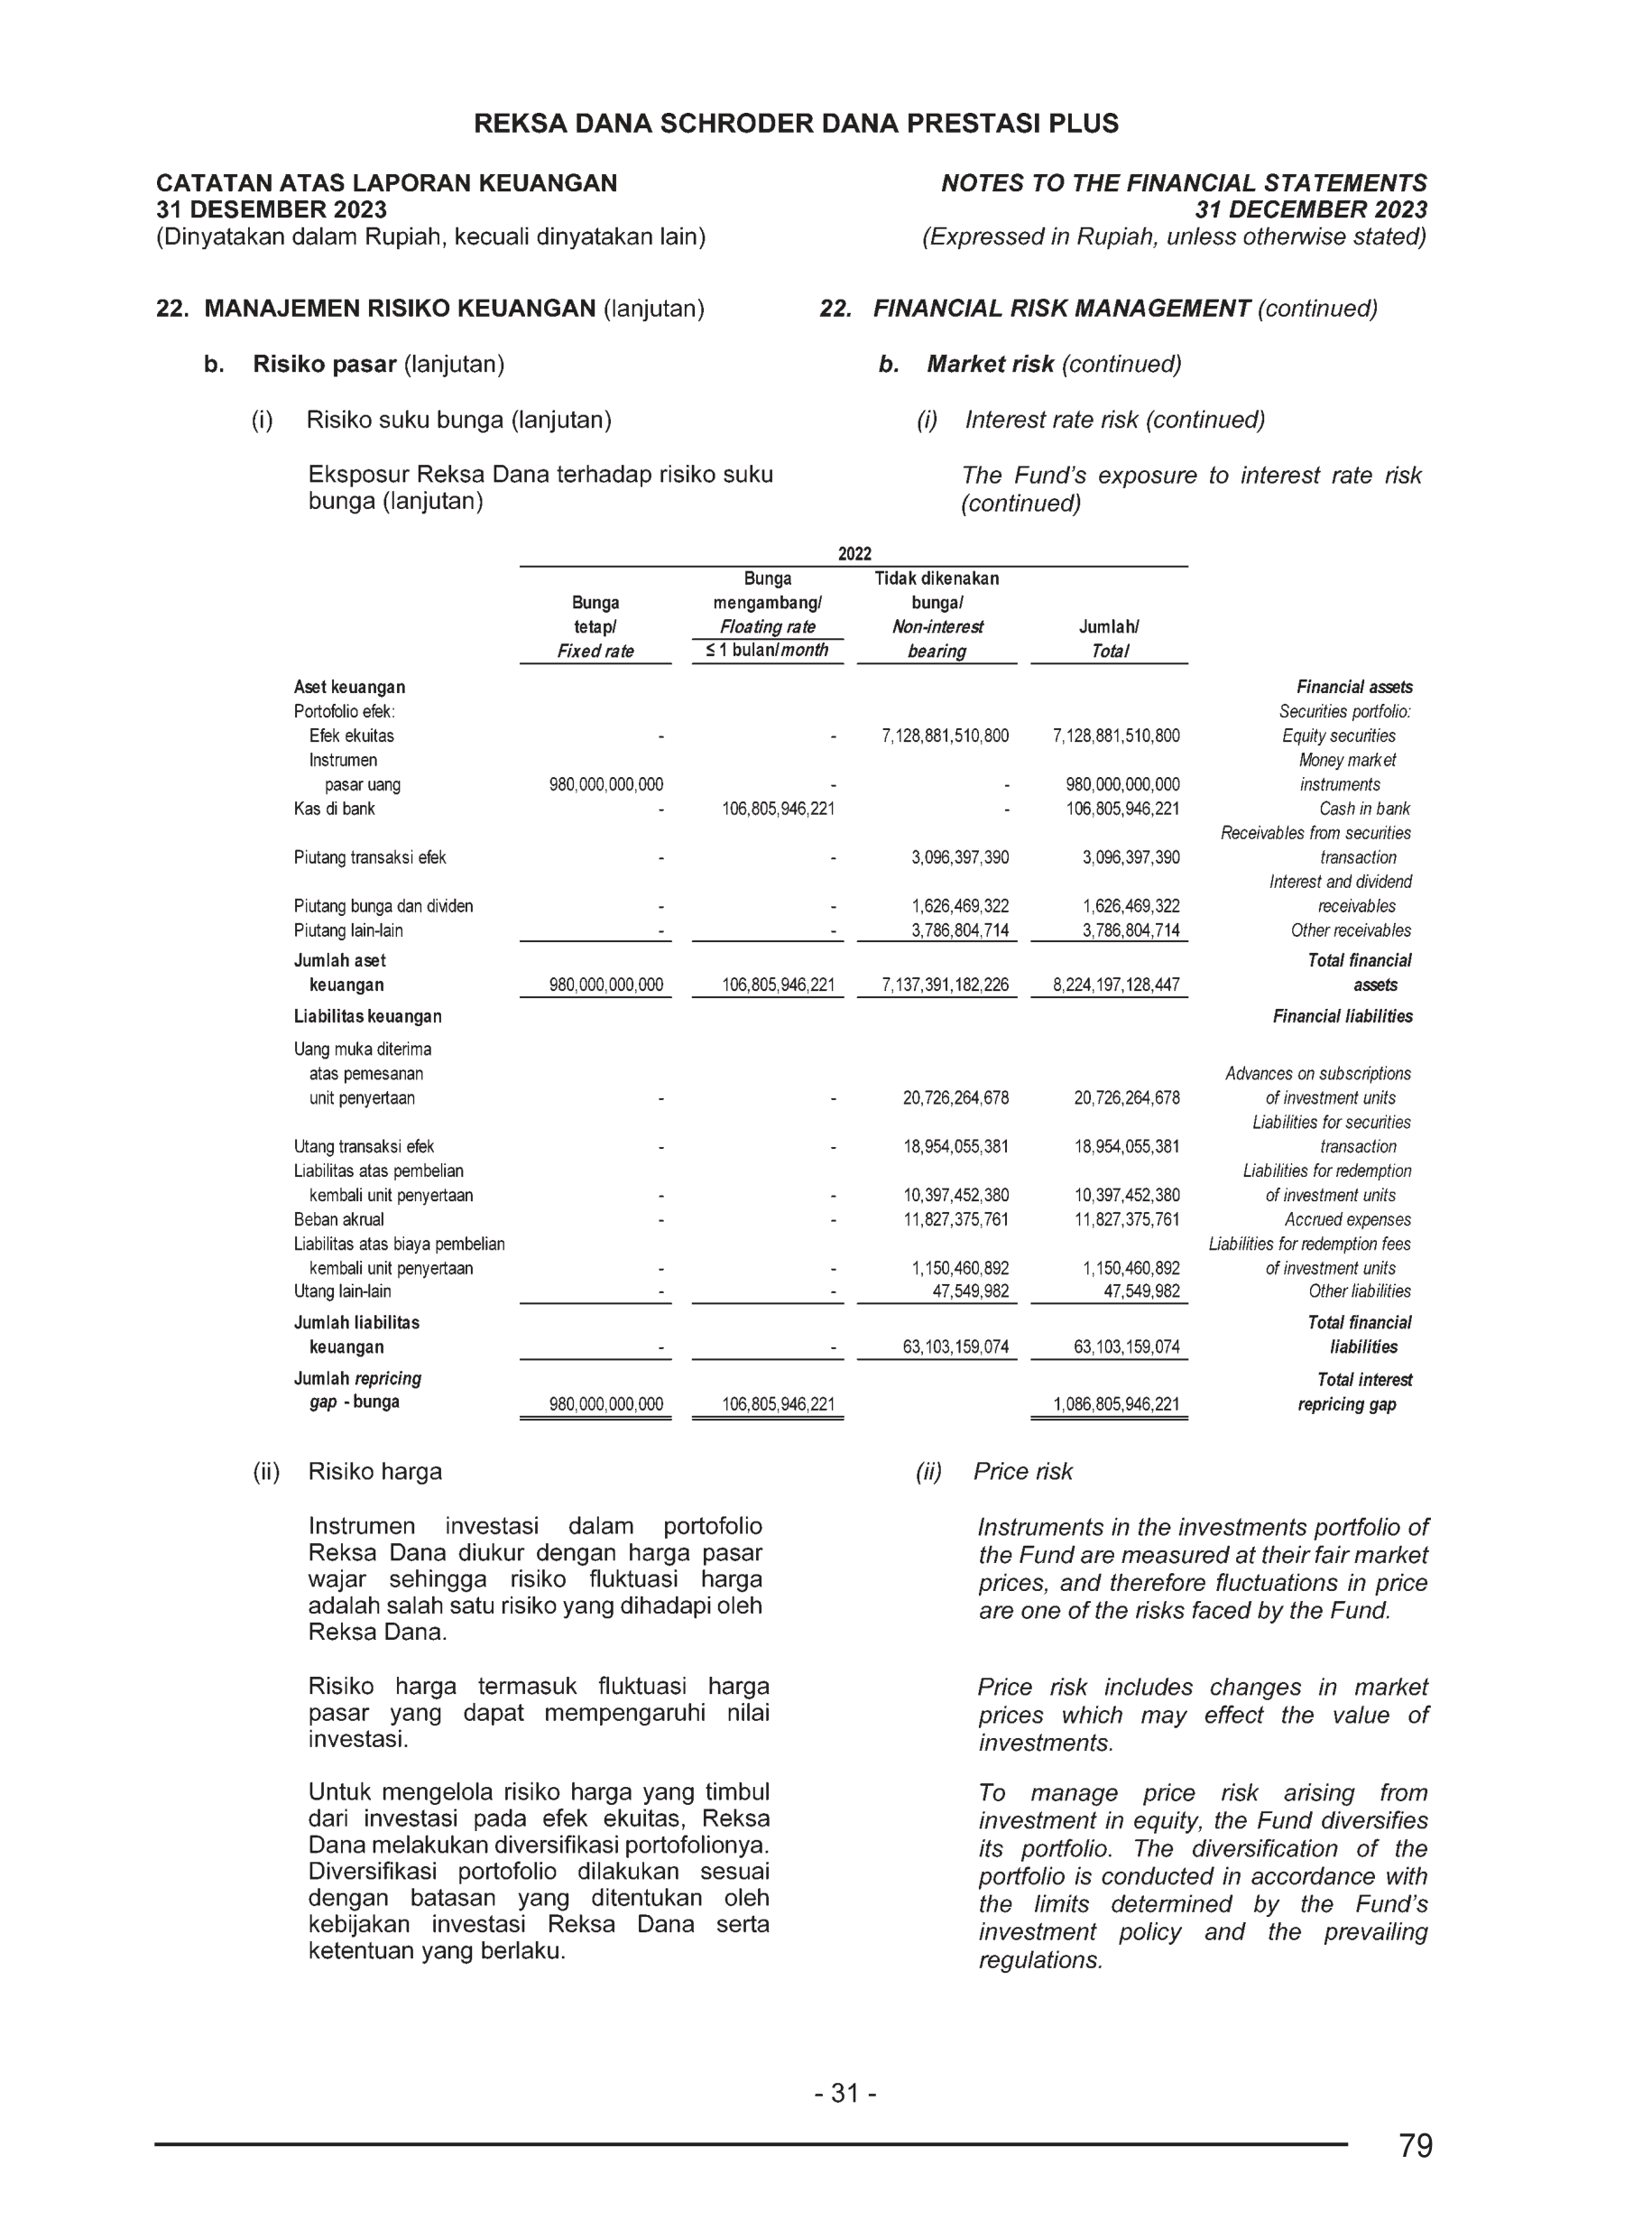 REKSA DANA SCHRODER DANA PRESTASI PLUS
CATATAN ATAS LAPORAN KEUANGAN
31 DESEMBER 2023
(Dinyatakan dalam Rupiah, kecuali dinyatakan lain)
NOTES TO THE FINANCIAL STATEMENTS
31 DECEMBER 2023
(Expressed in Rupiah, unless otherwise stated)
22. MANAJEMEN RISIKO KEUANGAN (lanjutan)
22. FINANCIAL RISK MANAGEMENT (continued)
b. Risiko pasar (lanjutan)
b. Market risk (continued)
(i) Risiko suku bunga (lanjutan)
(i) Interest rate risk (continued)
Eksposur Reksa Dana terhadap risiko suku
bunga (lanjutan)
The Fund's exposure to interest rate risk
(continued)
2022
Bunga Tidak dikenakan
Bunga mengambang/ bunga/
tetap/ Floating rate Non-interest Jumlah/
Fixed rate ≤ 1 bulan/month bearing Total
Aset keuangan Financial assets
Portofolio efek: Securities portfolio:
Efek ekuitas - - 7,128,881,510,800 7,128,881,510,800 Equity securities
Instrumen Money market
pasar uang 980,000,000,000 - - 980,000,000,000 instruments
Kas di bank - 106,805,946,221 - 106,805,946,221 Cash in bank
Receivables from securities
Piutang transaksi efek - - 3,096,397,390 3,096,397,390 transaction
Interest and dividend
Piutang bunga dan dividen - - 1,626,469,322 1,626,469,322 receivables
Piutang lain-lain - - 3,786,804,714 3,786,804,714 Other receivables
Jumlah aset Total financial
keuangan 980,000,000,000 106,805,946,221 7,137,391,182,226 8,224,197,128,447 assets
Liabilitas keuangan Financial liabilities
Uang muka diterima
atas pemesanan Advances on subscriptions
unit penyertaan - - 20,726,264,678 20,726,264,678 of investment units
Liabilities for securities
Utang transaksi efek - - 18,954,055,381 18,954,055,381 transaction
Liabilitas atas pembelian Liabilities for redemption
kembali unit penyertaan - - 10,397,452,380 10,397,452,380 of investment units
Beban akrual - - 11,827,375,761 11,827,375,761 Accrued expenses
Liabilitas atas biaya pembelian Liabilities for redemption fees
kembali unit penyertaan - - 1,150,460,892 1,150,460,892 of investment units
Utang lain-lain - - 47,549,982 47,549,982 Other liabilities
Jumlah liabilitas Total financial
keuangan - - 63,103,159,074 63,103,159,074 liabilities
Jumlah repricing Total interest
gap - bunga 980,000,000,000 106,805,946,221 1,086,805,946,221 repricing gap
(ii) Risiko harga
Instrumen investasi dalam portofolio
Reksa Dana diukur dengan harga pasar
wajar sehingga risiko fluktuasi harga
adalah salah satu risiko yang dihadapi oleh
Reksa Dana.
Risiko harga termasuk fluktuasi harga
pasar yang dapat mempengaruhi nilai
investasi.
Untuk mengelola risiko harga yang timbul
dari investasi pada efek ekuitas, Reksa
Dana melakukan diversifikasi portofolionya.
Diversifikasi portofolio dilakukan sesuai
dengan batasan yang ditentukan oleh
kebijakan investasi Reksa Dana serta
ketentuan yang berlaku.
(ii) Price risk
Instruments in the investments portfolio of
the Fund are measured at their fair market
prices, and therefore fluctuations in price
are one of the risks faced by the Fund.
Price risk includes changes in market
prices which may effect the value of
investments.
To manage price risk arising from
investment in equity, the Fund diversifies
its portfolio. The diversification of the
portfolio is conducted in accordance with
the limits determined by the Fund's
investment policy and the prevailing
regulations.
- 31 -
79